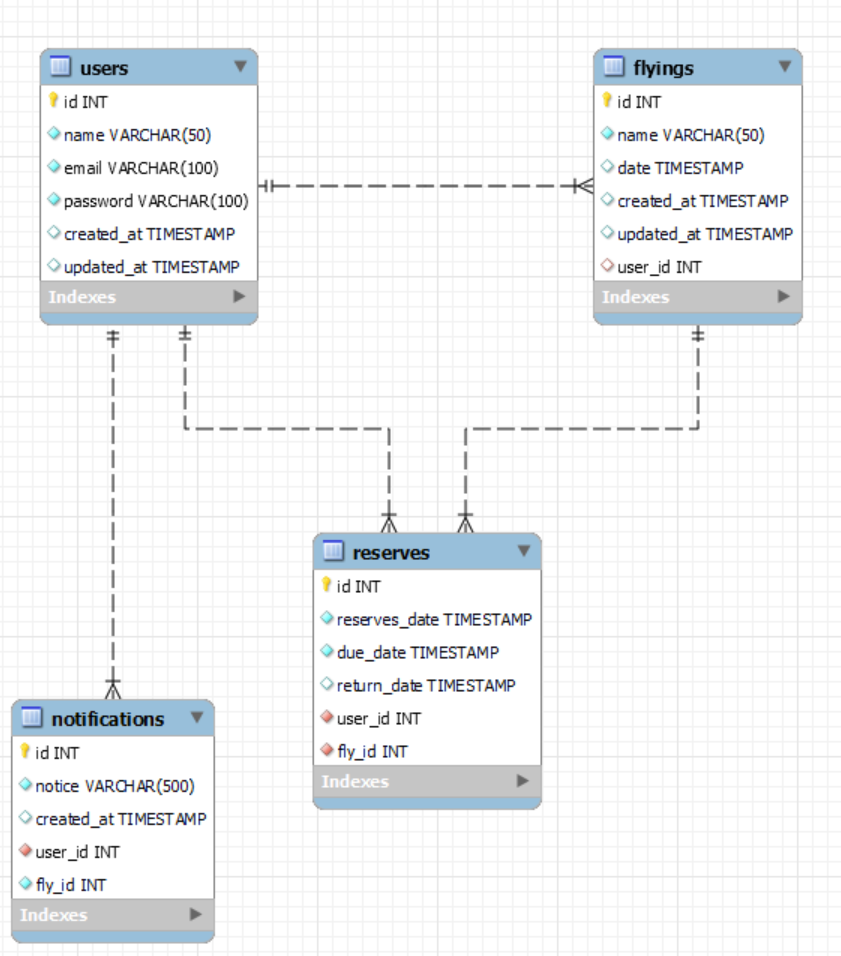 users
id INT
name VARCHAR(50)
email VARCHAR(100)
password VARCHAR(100)
created_at TIMESTAMP
updated_at TIMESTAMP
Indexes
flyings
id INT
name VARCHAR(50)
date TIMESTAMP
created_at TIMESTAMP
updated_at TIMESTAMP
user_id INT
Indexes
reserves
id INT
reserves_date TIMESTAMP
due_date TIMESTAMP
return_date TIMESTAMP
user_id INT
fly_id INT
Indexes
notifications
id INT
notice VARCHAR(500)
created_at TIMESTAMP
user_id INT
fly_id INT
Indexes